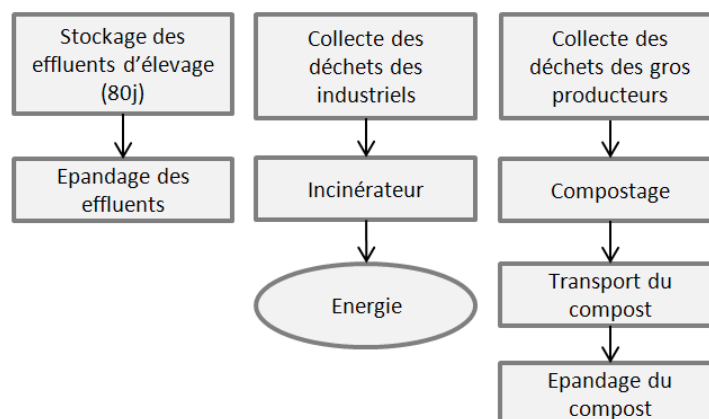 Stockage des
effluents d'élevage
(80j)
Epandage des
effluents
Collecte des
déchets des
industriels
Incinérateur
Energie
Collecte des
déchets des gros
producteurs
Compostage
Transport du
compost
Epandage du
compost